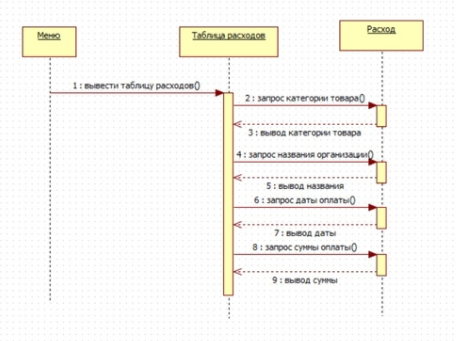 Меню
Таблица расходов
Расход
1 : вывести таблицу расходов()
2 : запрос категории товара()
3 : вывод категории товара
4 : запрос названия организации()
5 : вывод названия
6 : запрос даты оплаты()
7 : вывод даты
8 : запрос суммы оплаты()
9 : вывод суммы